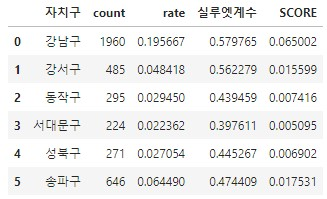 자치구 count rate 실루엣계수 SCORE
0 강남구 1960 0.195667 0.579765 0.065002
1 강서구 485 0.048418 0.562279 0.015599
2 동작구 295 0.029450 0.439459 0.007416
3 서대문구 224 0.022362 0.397611 0.005095
4 성북구 271 0.027054 0.445267 0.006902
5 송파구 646 0.064490 0.474409 0.017531